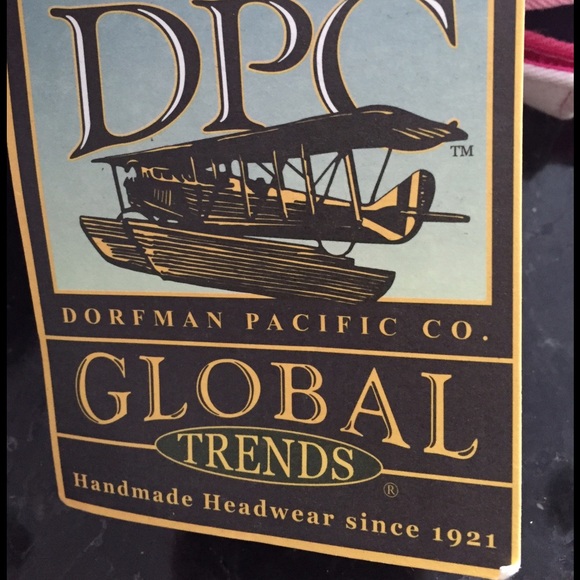 DPC
TM
DORFMAN PACIFIC CO.
GLOBAL
TRENDS
®
Handmade Headwear since 1921